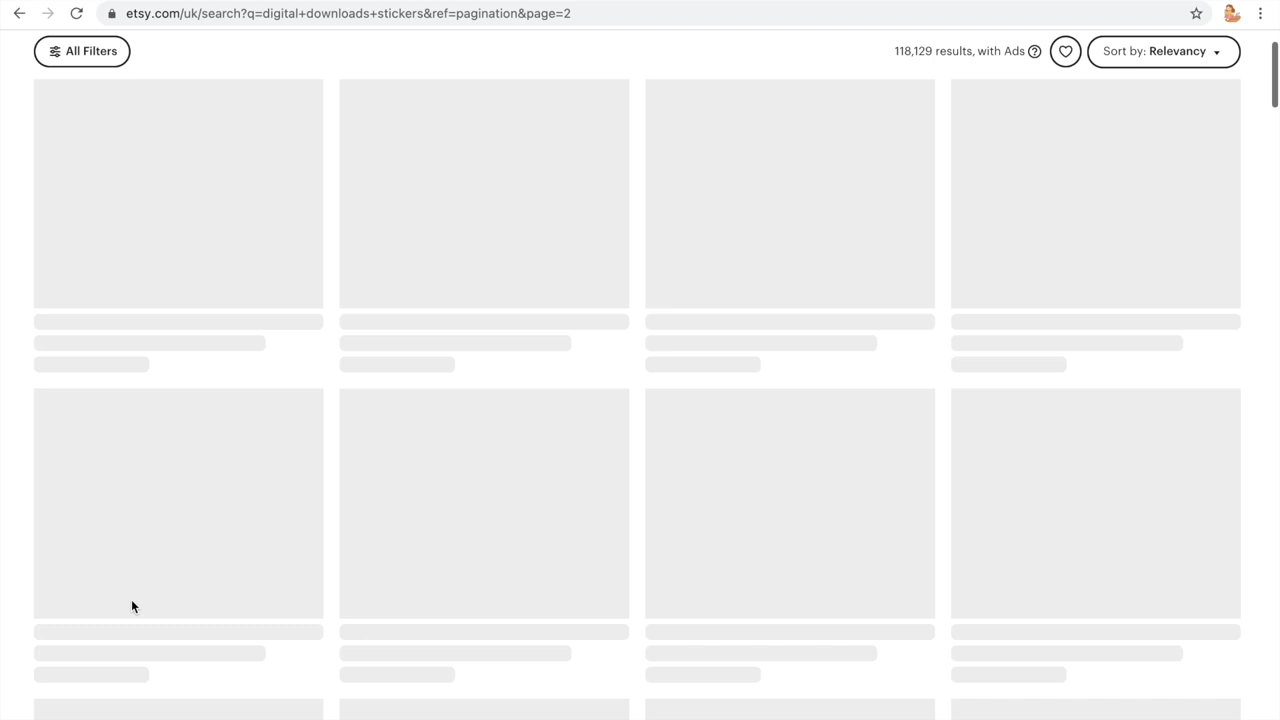 etsy.com/uk/search?q=digital+downloads+stickers&ref=pagination&page=2
All Filters
118,129 results, with Ads ?
Sort by: Relevancy